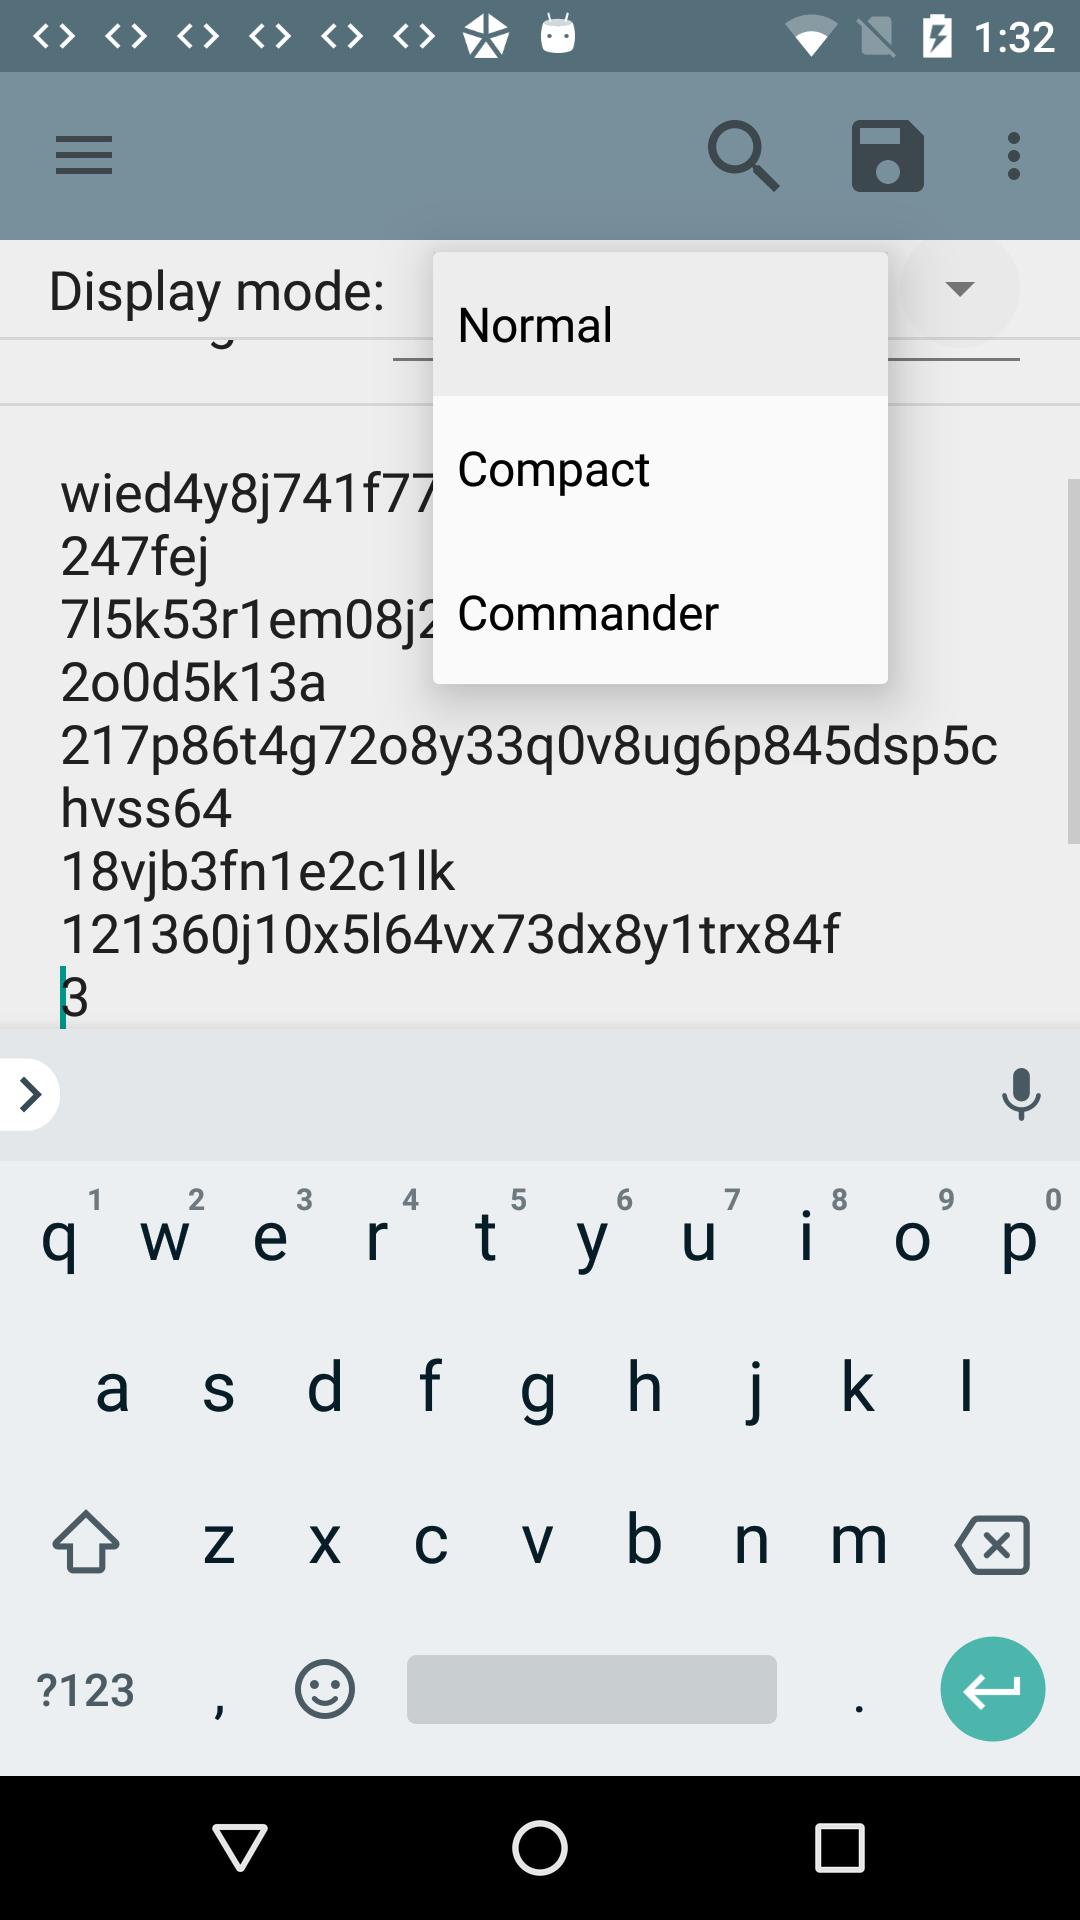 1:32
Display mode:
Normal
Compact
Commander
wied4y8j741f77
247fej
7l5k53r1em08j2
2o0d5k13a
217p86t4g72o8y33q0v8ug6p845dsp5c
hvss64
18vjb3fn1e2c1lk
121360j10x5l64vx73dx8y1trx84f
3
1 2 3 4 5 6 7 8 9 0
q w e r t y u i o p
a s d f g h j k l
z x c v b n m
?123 , .